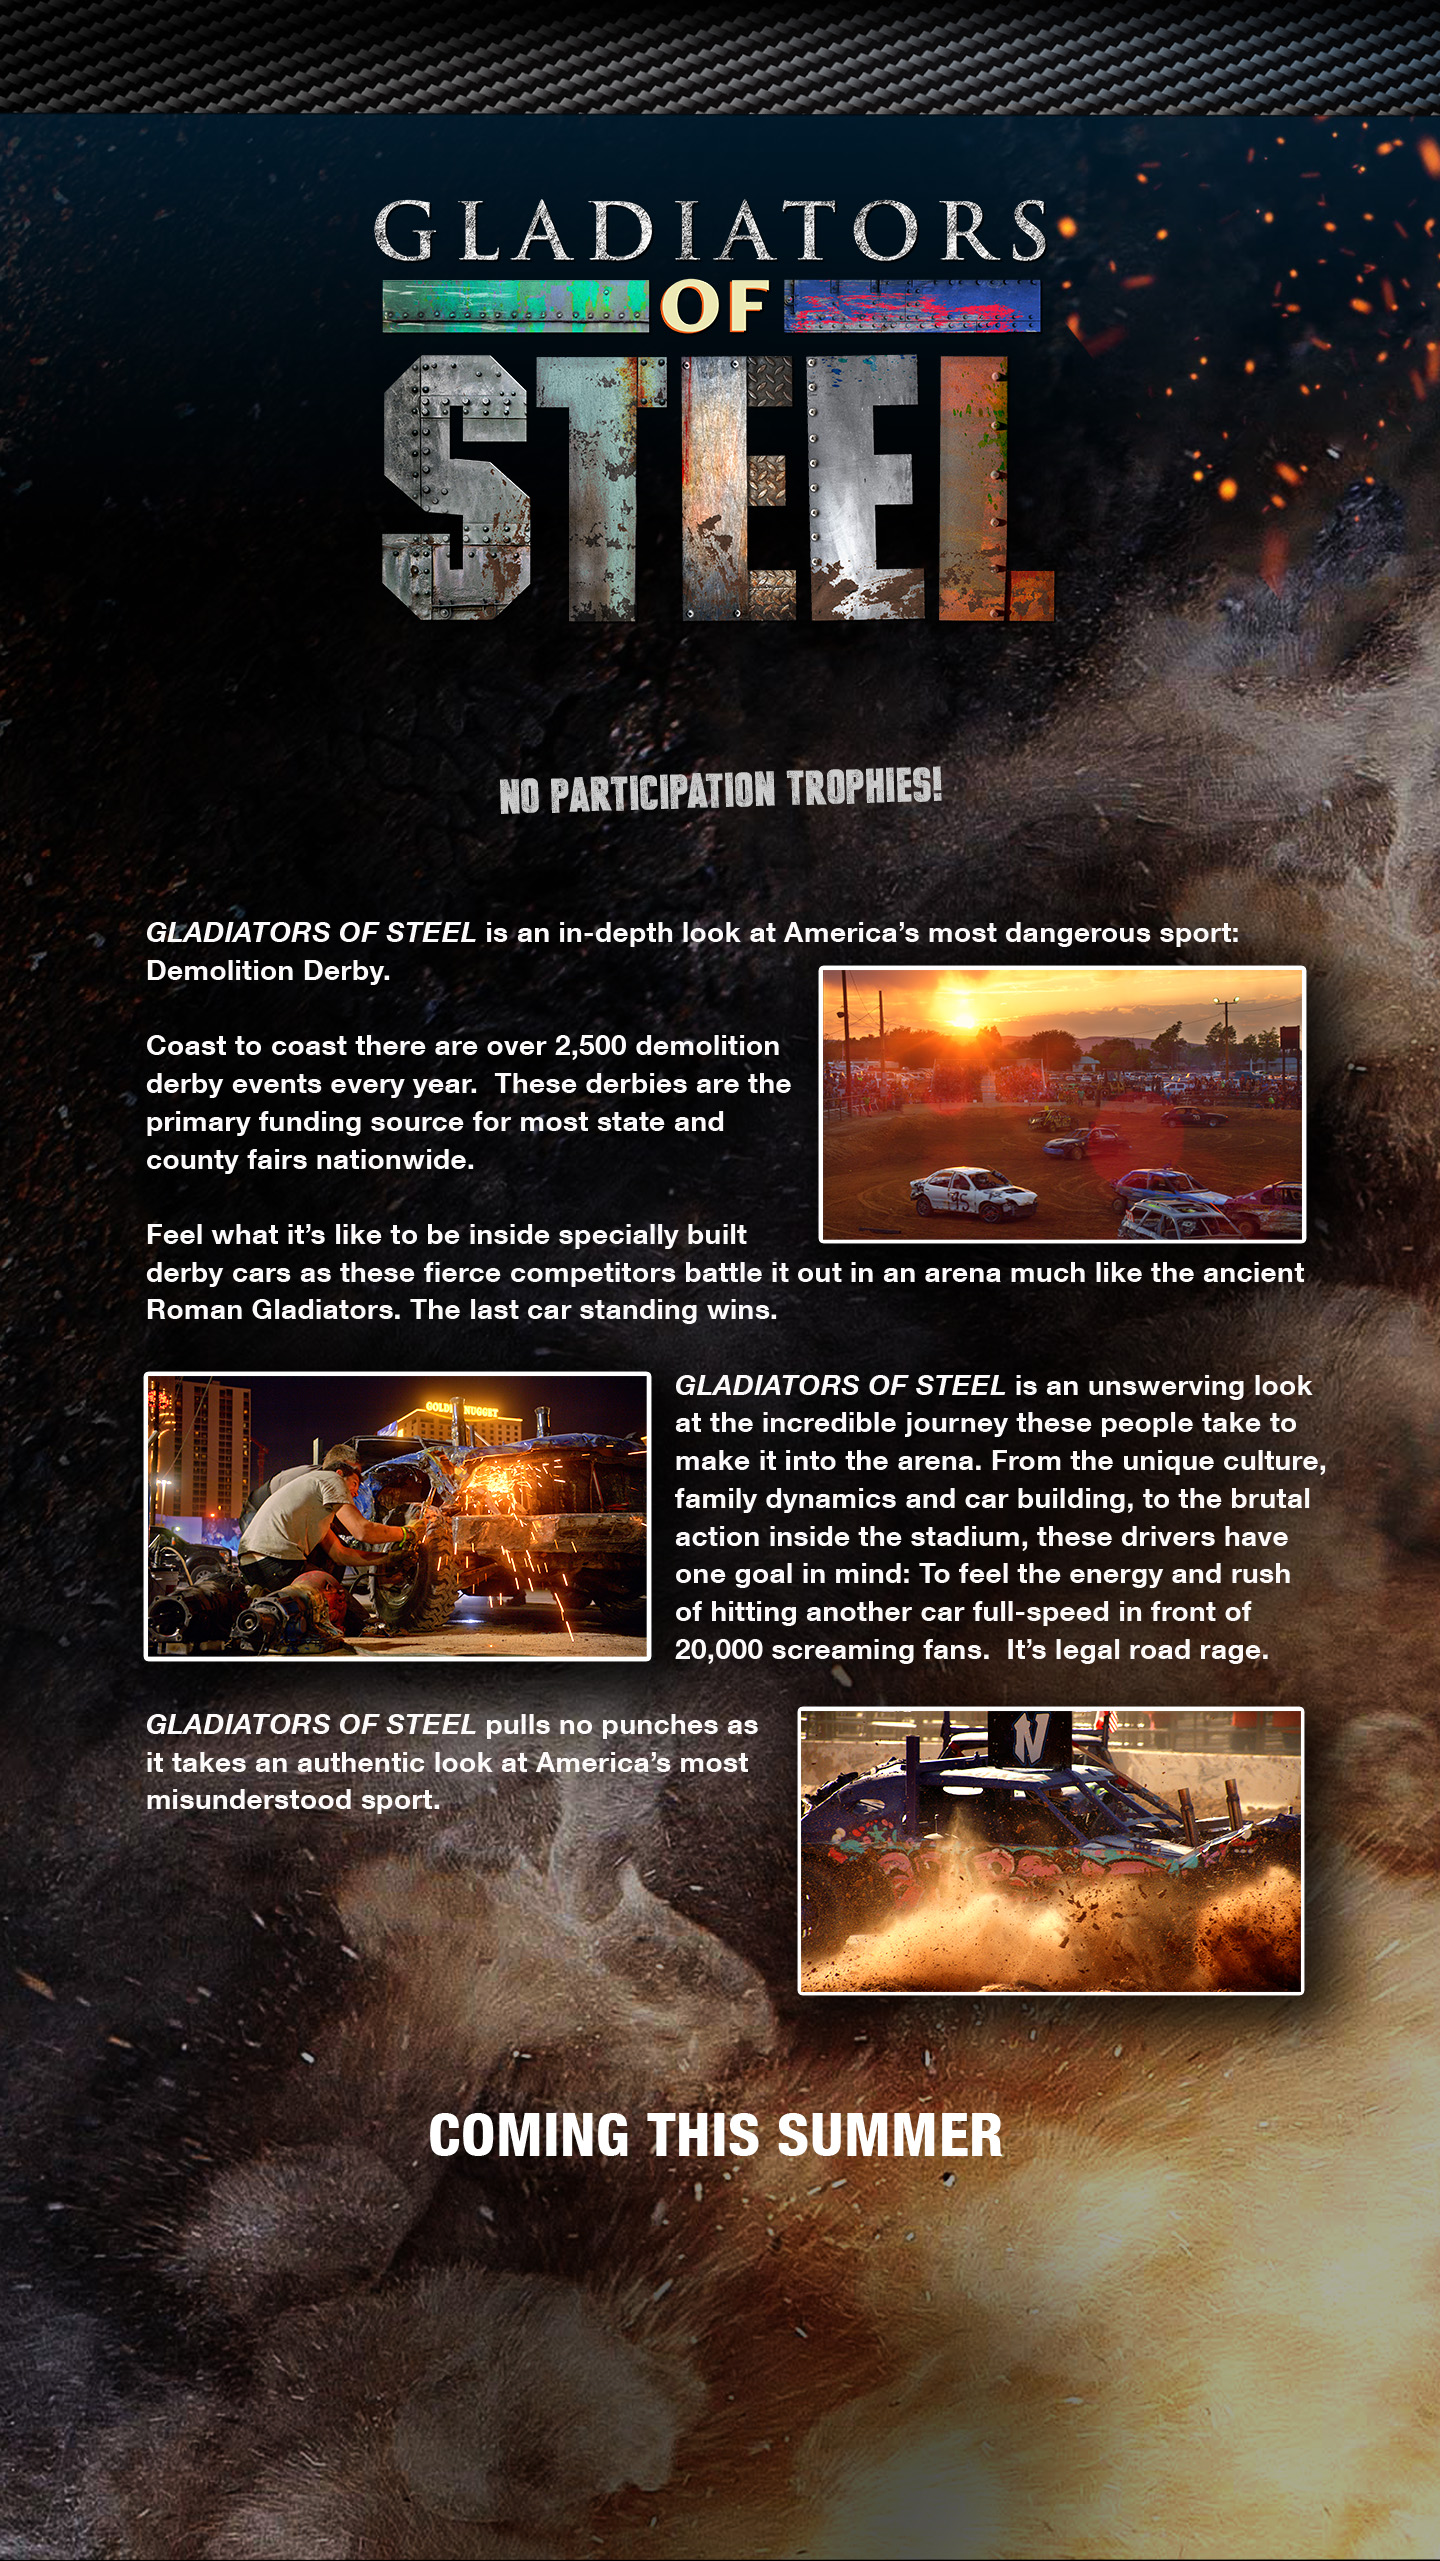 GLADIATORS
OF
STEEL
NO PARTICIPATION TROPHIES!
GLADIATORS OF STEEL is an in-depth look at America’s most dangerous sport:
Demolition Derby.
Coast to coast there are over 2,500 demolition
derby events every year.  These derbies are the
primary funding source for most state and
county fairs nationwide.
Feel what it’s like to be inside specially built
derby cars as these fierce competitors battle it out in an arena much like the ancient
Roman Gladiators. The last car standing wins.
GOLDEN NUGGET
GLADIATORS OF STEEL is an unswerving look
at the incredible journey these people take to
make it into the arena. From the unique culture,
family dynamics and car building, to the brutal
action inside the stadium, these drivers have
one goal in mind: To feel the energy and rush
of hitting another car full-speed in front of
20,000 screaming fans.  It’s legal road rage.
GLADIATORS OF STEEL pulls no punches as
it takes an authentic look at America’s most
misunderstood sport.
N
COMING THIS SUMMER